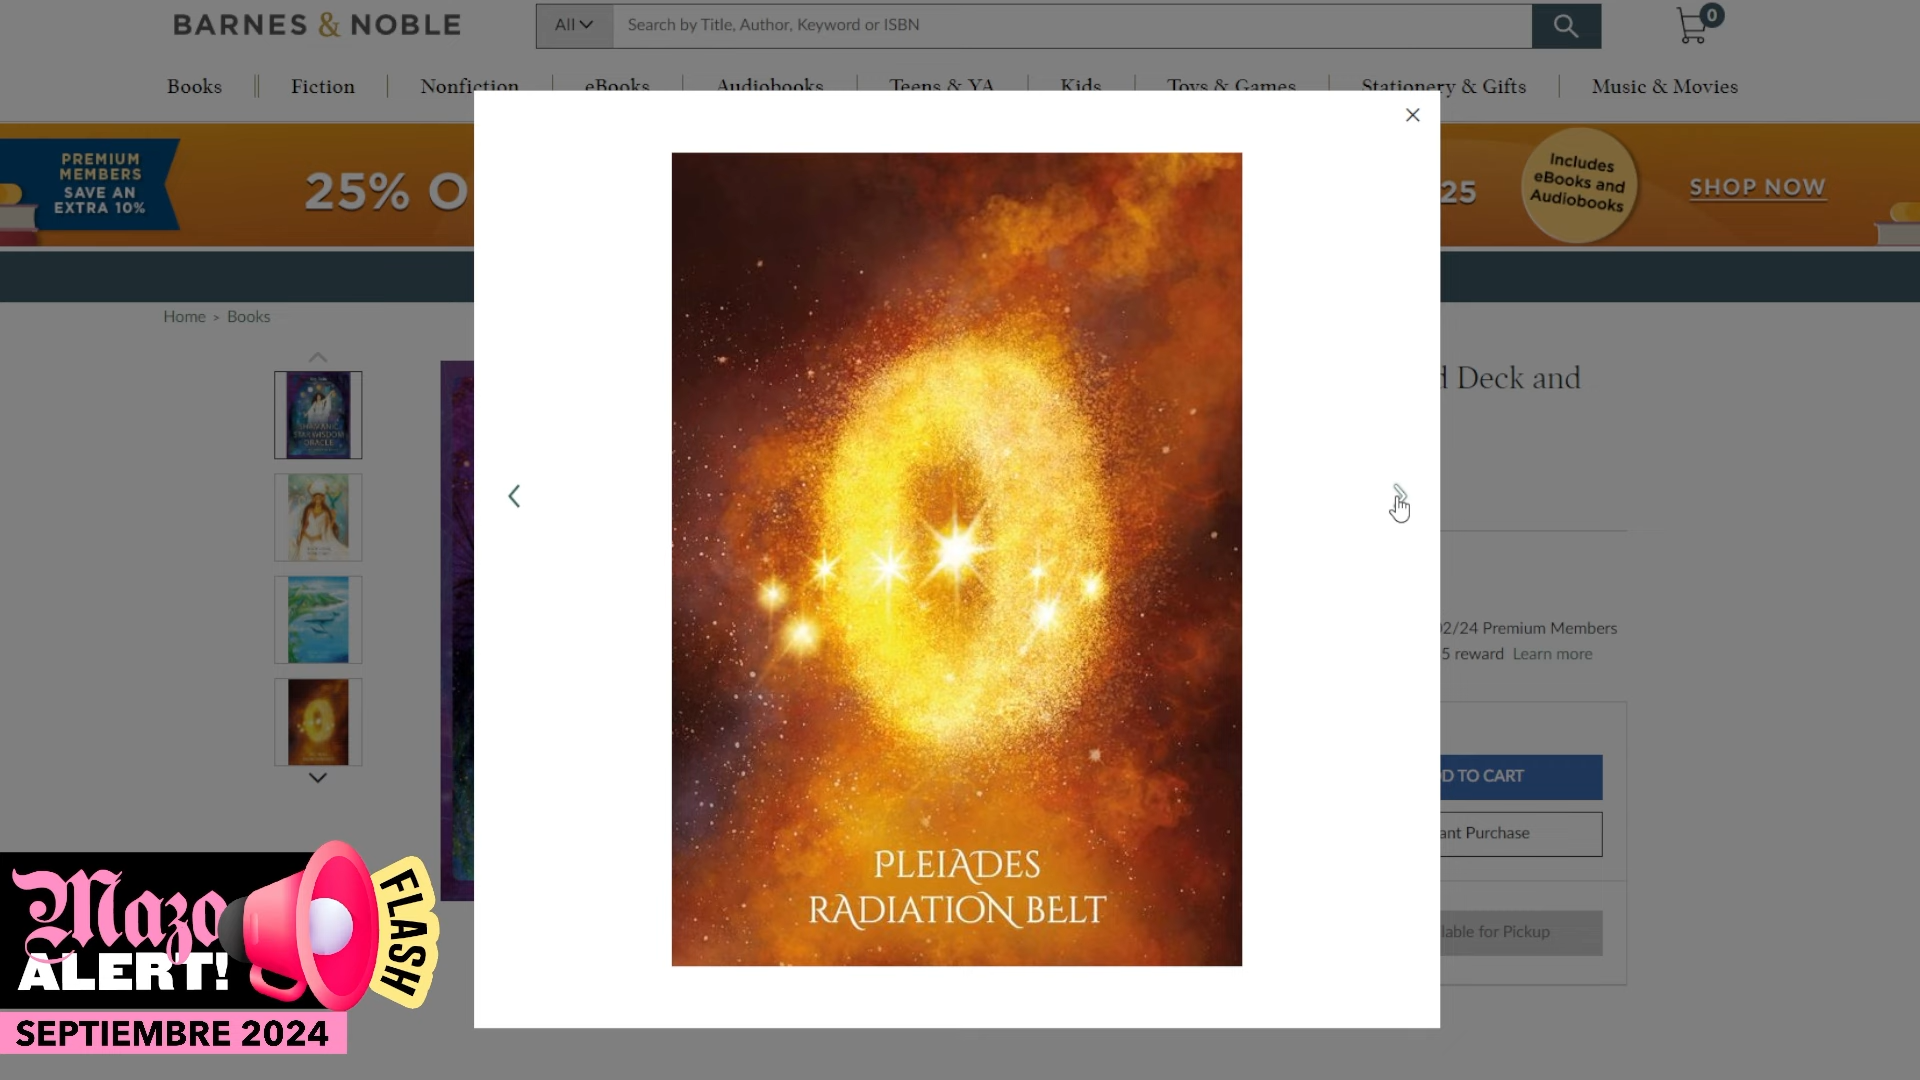 BARNES & NOBLE
All
Search by Title, Author, Keyword or ISBN
0
Books
Fiction
Nonfiction
eBooks
Audiobooks
Teens & YA
Kids
Toys & Games
Stationery & Gifts
Music & Movies
PREMIUM
MEMBERS
SAVE AN
EXTRA 10%
25% O
25
Includes
eBooks and
Audiobooks
SHOP NOW
Home > Books
d Deck and
02/24 Premium Members
5 reward Learn more
D TO CART
ant Purchase
lable for Pickup
PLEIADES
RADIATION BELT
Mazo
ALERT!
FLASH
SEPTIEMBRE 2024